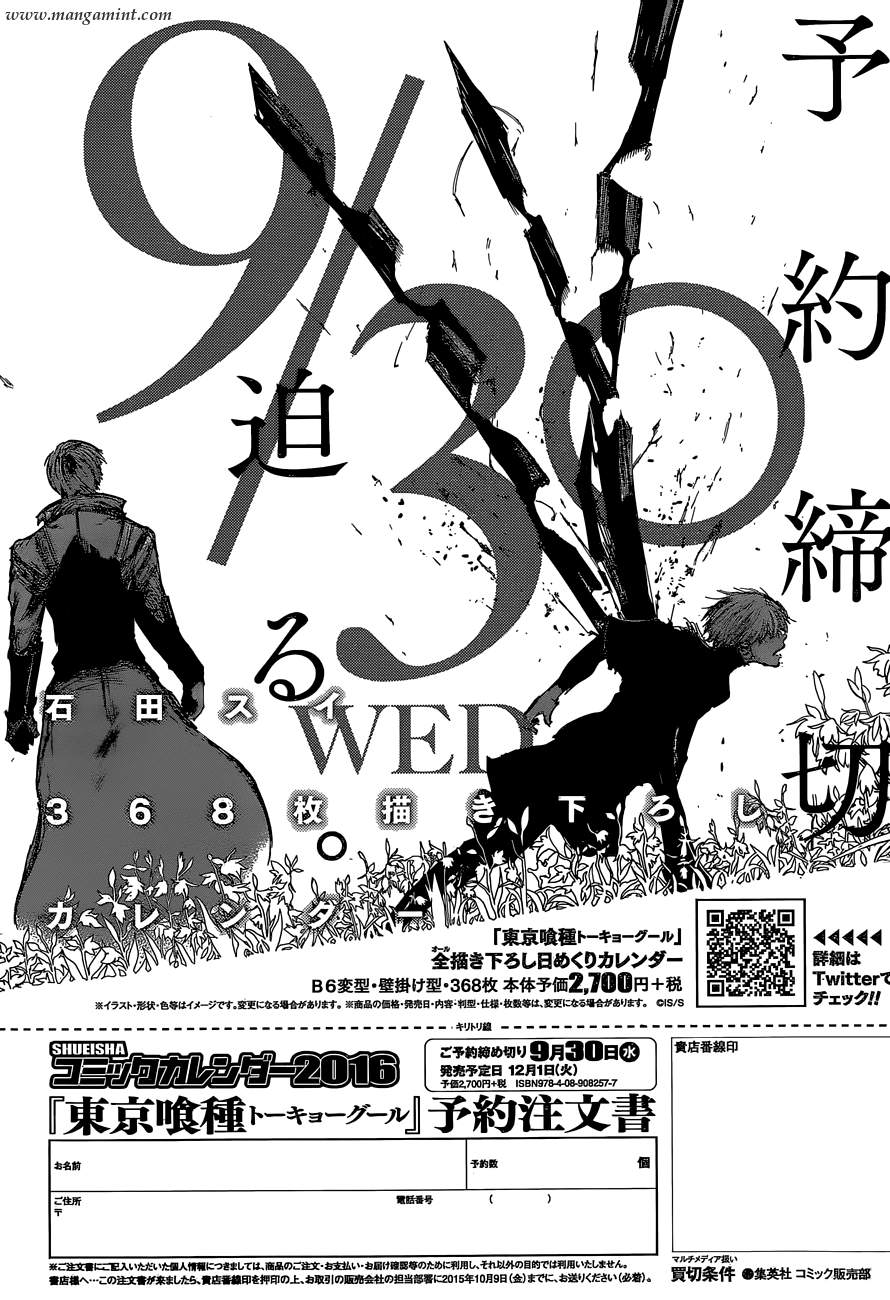 www.mangamint.com
予約締切
9/30
迫る。
WED
石田スイ
368枚描き下ろし
カレンダー
「東京喰種トーキョーグール」
オール
全描き下ろし日めくりカレンダー
B6変型・壁掛け型・368枚 本体予価2,700円+税
※イラスト・形状・色等はイメージです。変更になる場合があります。 ※商品の価格・発売日・内容・判型・仕様・枚数等は、変更になる場合があります。 ©IS/S
詳細は
Twitterで
チェック!!
キリトリ線
SHUEISHA
コミックカレンダー2016
ご予約締め切り9月30日水
発売予定日 12月1日(火)
予価2,700円+税 ISBN978-4-08-908257-7
『東京喰種トーキョーグール』予約注文書
お名前
予約数
個
ご住所
〒
電話番号 ( )
貴店番線印
マルチメディア扱い
買切条件 集英社 コミック販売部
※ご注文書にご記入いただいた個人情報につきましては、商品のご注文・お支払い・お届け確認等のために利用し、それ以外の目的では利用しません。
書店様へ…この注文書が来ましたら、貴店番線印を押印の上、お取引の販売会社の担当部署に2015年10月9日(金)までに、お送りください(必着)。